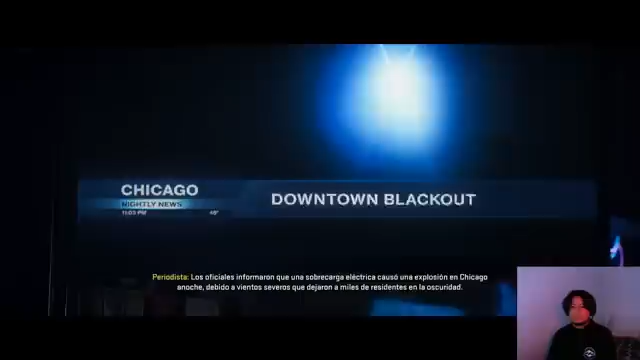 CHICAGO
NIGHTLY NEWS
11:03 PM 49°
DOWNTOWN BLACKOUT
Periodista: Los oficiales informaron que una sobrecarga eléctrica causó una explosión en Chicago
anoche, debido a vientos severos que dejaron a miles de residentes en la oscuridad.